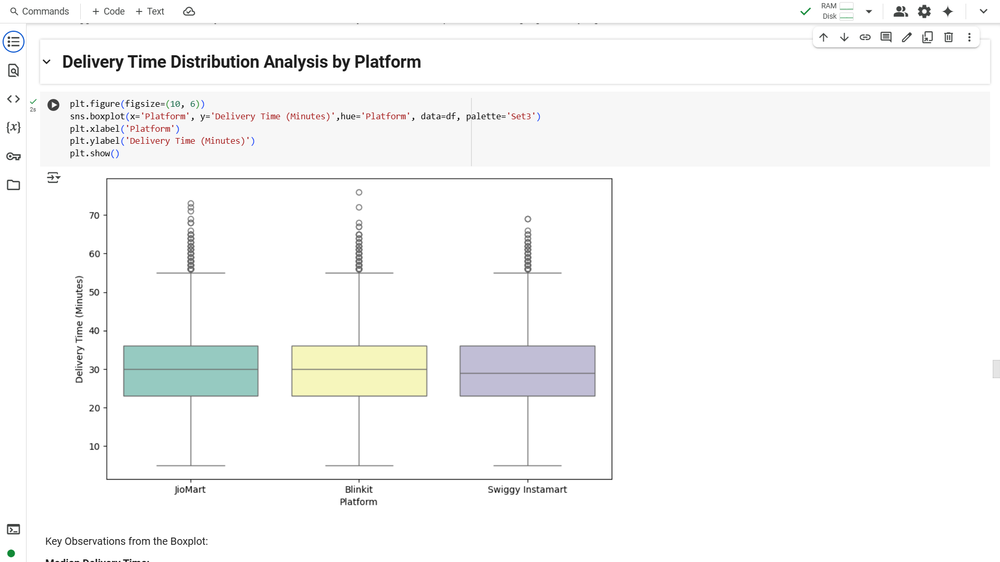 Commands + Code + Text RAM
Disk
Delivery Time Distribution Analysis by Platform
2s
plt.figure(figsize=(10, 6))
sns.boxplot(x='Platform', y='Delivery Time (Minutes)',hue='Platform', data=df, palette='Set3')
plt.xlabel('Platform')
plt.ylabel('Delivery Time (Minutes)')
plt.show()
70
60
50
40
30
20
10
Delivery Time (Minutes)
JioMart Blinkit Swiggy Instamart
Platform
Key Observations from the Boxplot:
Median Delivery Time: